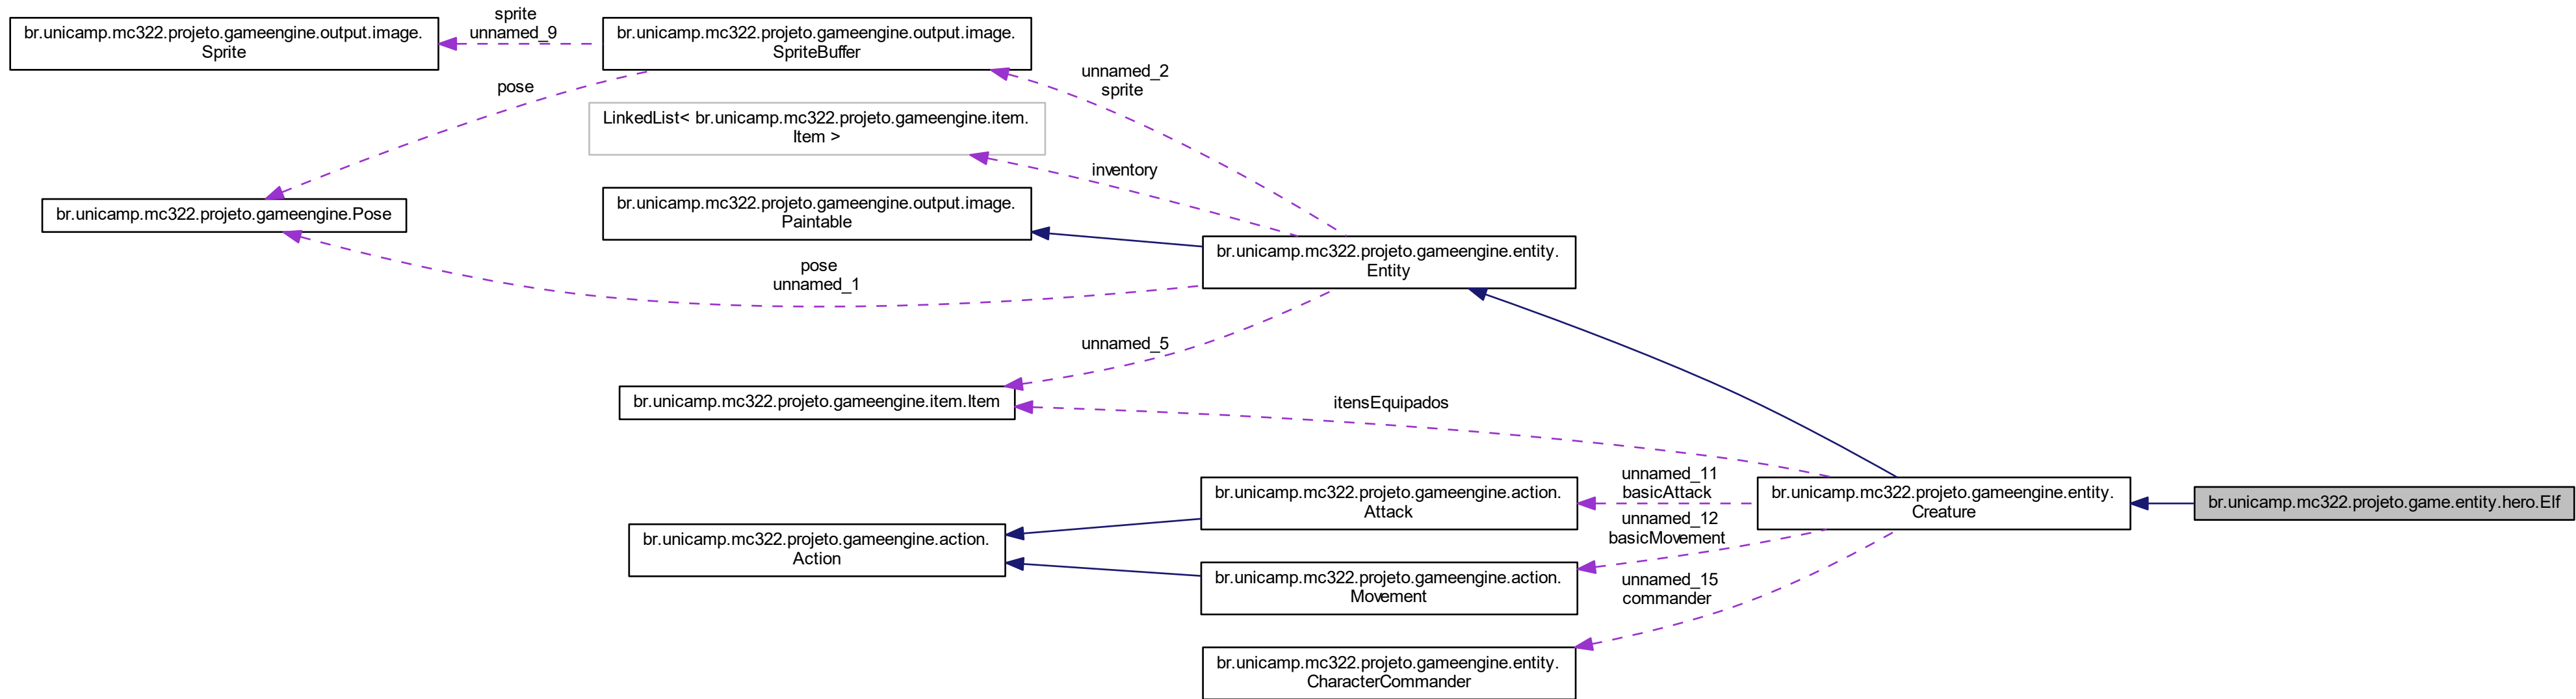 sprite
unnamed_9
br.unicamp.mc322.projeto.gameengine.output.image.
Sprite
br.unicamp.mc322.projeto.gameengine.output.image.
SpriteBuffer
unnamed_2
sprite
pose
LinkedList< br.unicamp.mc322.projeto.gameengine.item.
Item >
inventory
br.unicamp.mc322.projeto.gameengine.Pose
br.unicamp.mc322.projeto.gameengine.output.image.
Paintable
br.unicamp.mc322.projeto.gameengine.entity.
Entity
pose
unnamed_1
unnamed_5
br.unicamp.mc322.projeto.gameengine.item.Item
itensEquipados
unnamed_11
basicAttack
br.unicamp.mc322.projeto.gameengine.action.
Attack
br.unicamp.mc322.projeto.gameengine.entity.
Creature
br.unicamp.mc322.projeto.game.entity.hero.Elf
unnamed_12
basicMovement
br.unicamp.mc322.projeto.gameengine.action.
Action
br.unicamp.mc322.projeto.gameengine.action.
Movement
unnamed_15
commander
br.unicamp.mc322.projeto.gameengine.entity.
CharacterCommander